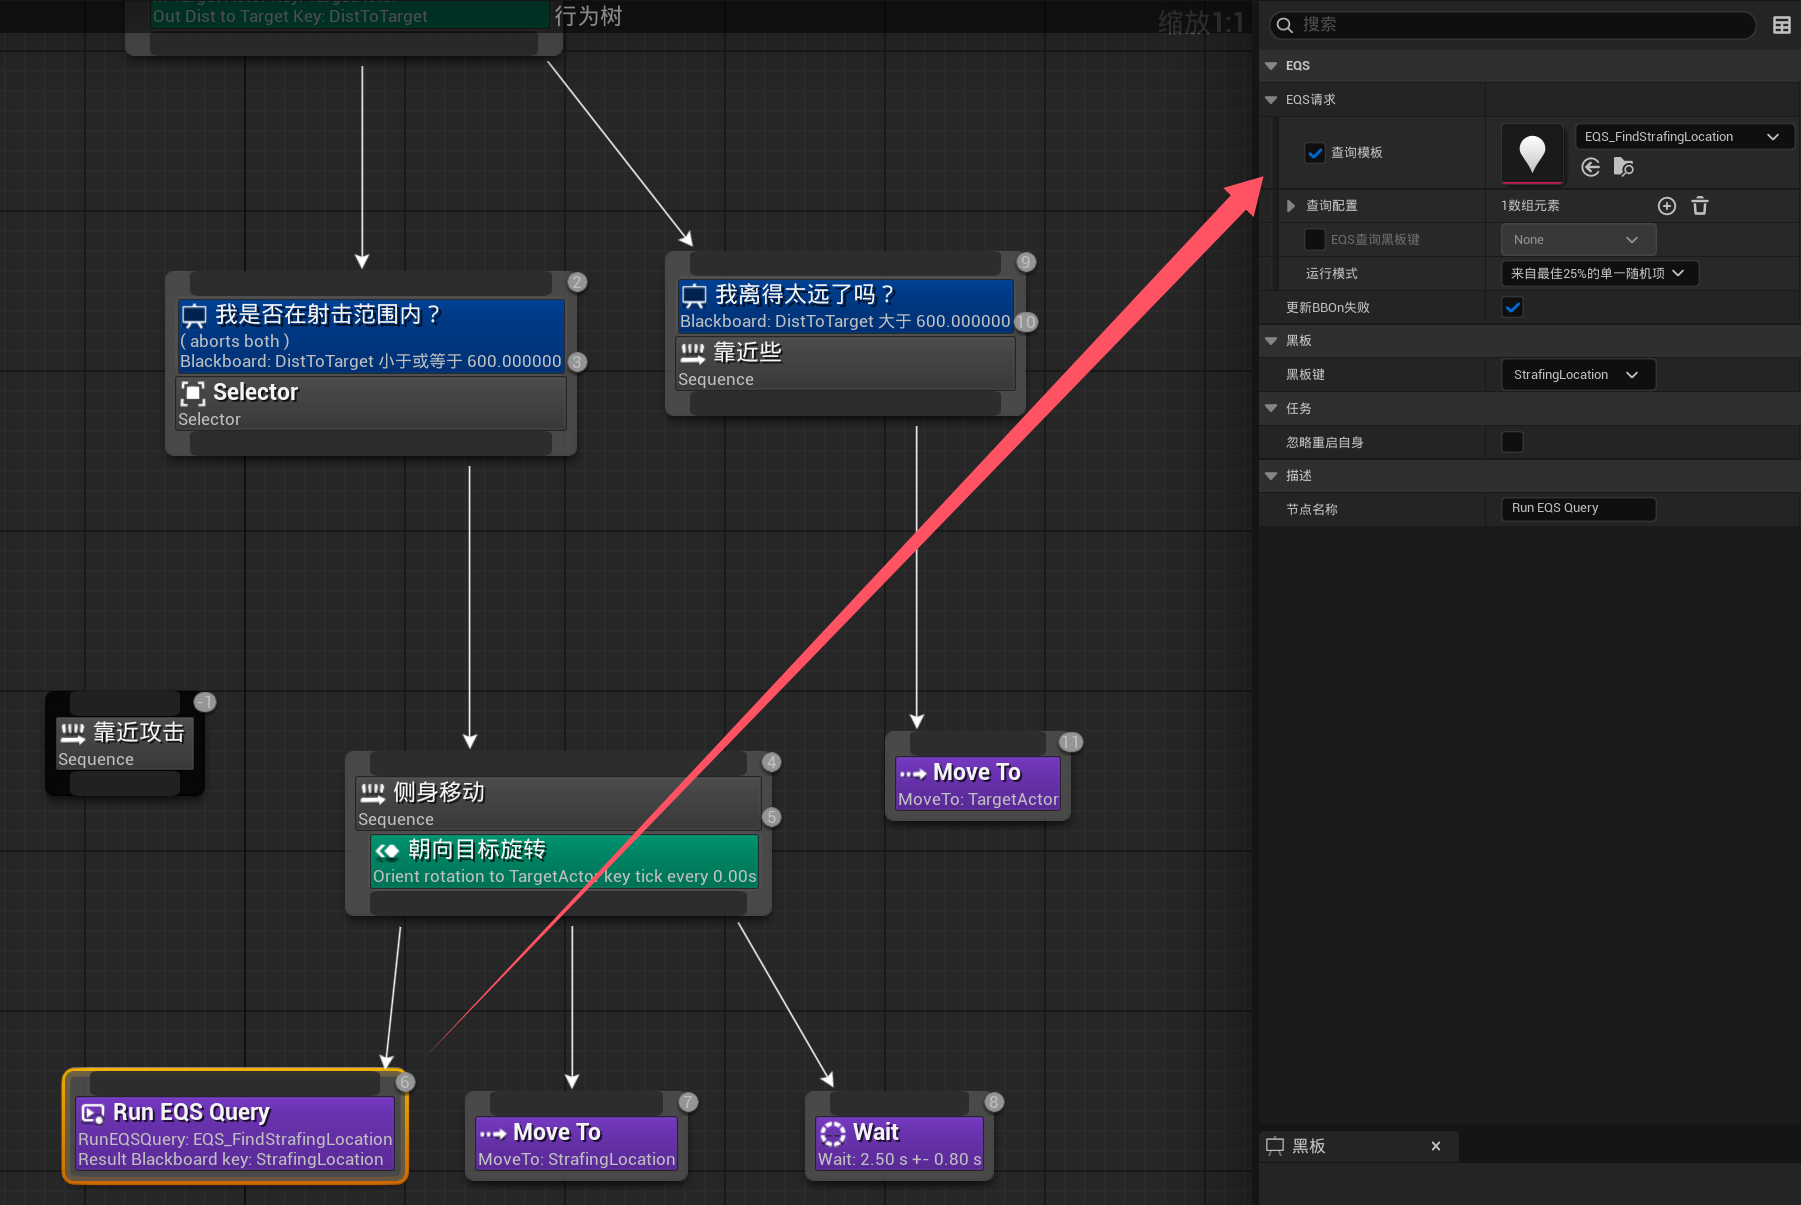 Out Dist to Target Key: DistToTarget
行为树
缩放1:1
2
我是否在射击范围内？
( aborts both )
Blackboard: DistToTarget 小于或等于 600.000000
3
Selector
Selector
9
我离得太远了吗？
Blackboard: DistToTarget 大于 600.000000
10
靠近些
Sequence
-1
靠近攻击
Sequence
4
侧身移动
Sequence
5
朝向目标旋转
Orient rotation to TargetActor key tick every 0.00s
11
Move To
MoveTo: TargetActor
6
Run EQS Query
RunEQSQuery: EQS_FindStrafingLocation
Result Blackboard key: StrafingLocation
7
Move To
MoveTo: StrafingLocation
8
Wait
Wait: 2.50 s +- 0.80 s
搜索
EQS
EQS请求
查询模板
EQS_FindStrafingLocation
查询配置
1数组元素
EQS查询黑板键
None
运行模式
来自最佳25%的单一随机项
更新BBOn失败
黑板
黑板键
StrafingLocation
任务
忽略重启自身
描述
节点名称
Run EQS Query
黑板